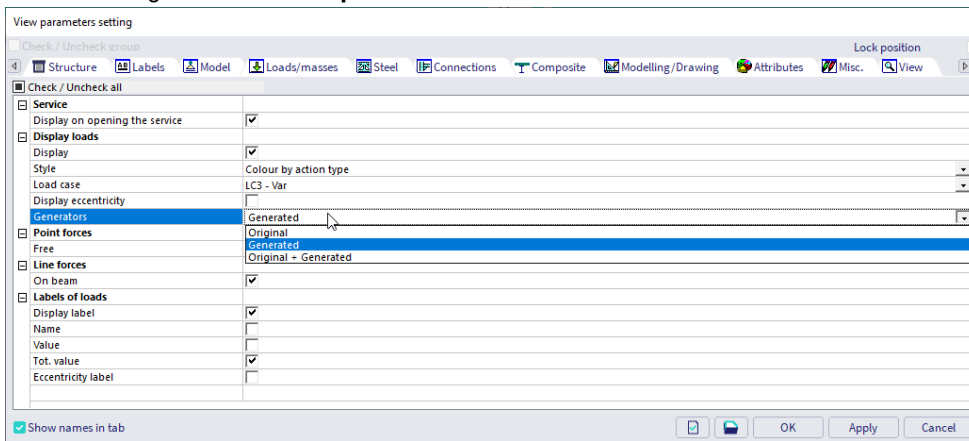 View parameters setting
Check / Uncheck group
Lock position
Structure Labels Model Loads/masses Steel Connections Composite Modelling/Drawing Attributes Misc. View
Check / Uncheck all
Service
Display on opening the service
Display loads
Display
Style Colour by action type
Load case LC3 - Var
Display eccentricity
Generators Generated
Point forces Original
Free Generated
Line forces Original + Generated
On beam
Labels of loads
Display label
Name
Value
Tot. value
Eccentricity label
Show names in tab OK Apply Cancel